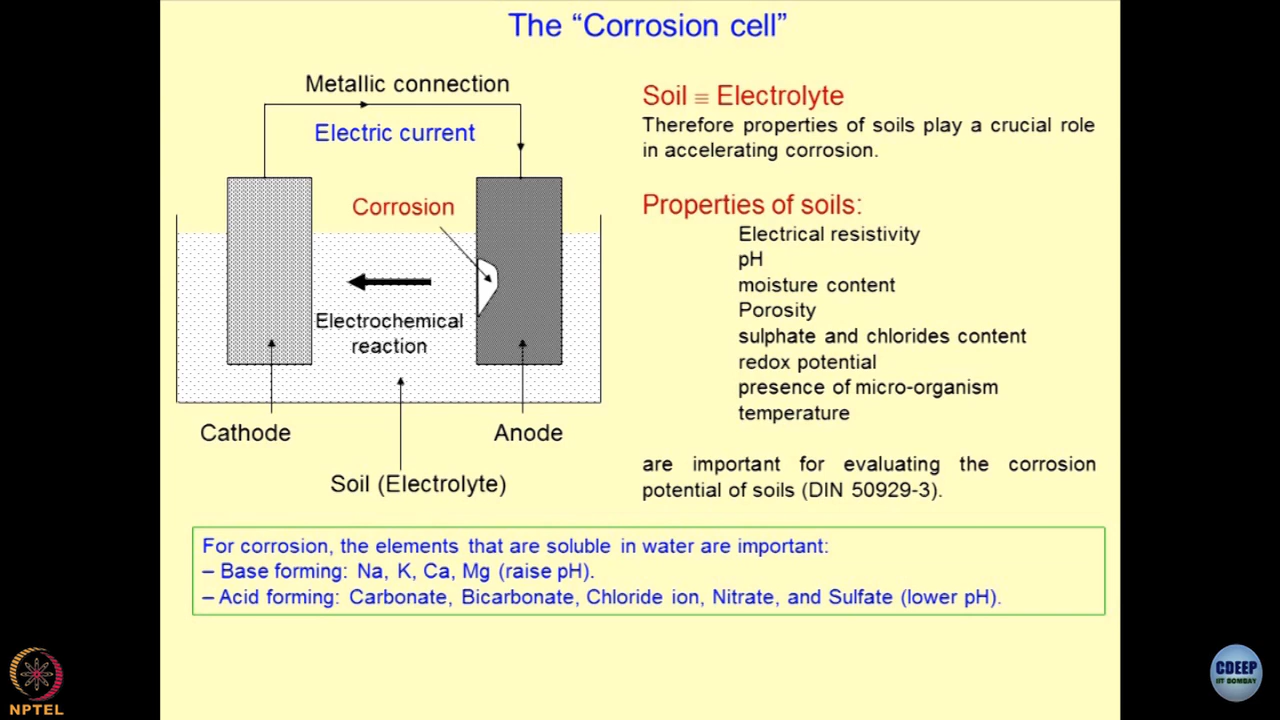 The “Corrosion cell”
Metallic connection
Electric current
Corrosion
Electrochemical
reaction
Cathode
Anode
Soil (Electrolyte)
Soil ≡ Electrolyte
Therefore properties of soils play a crucial role
in accelerating corrosion.
Properties of soils:
Electrical resistivity
pH
moisture content
Porosity
sulphate and chlorides content
redox potential
presence of micro-organism
temperature
are important for evaluating the corrosion
potential of soils (DIN 50929-3).
For corrosion, the elements that are soluble in water are important:
– Base forming: Na, K, Ca, Mg (raise pH).
– Acid forming: Carbonate, Bicarbonate, Chloride ion, Nitrate, and Sulfate (lower pH).
NPTEL
CDEEP
IIT BOMBAY